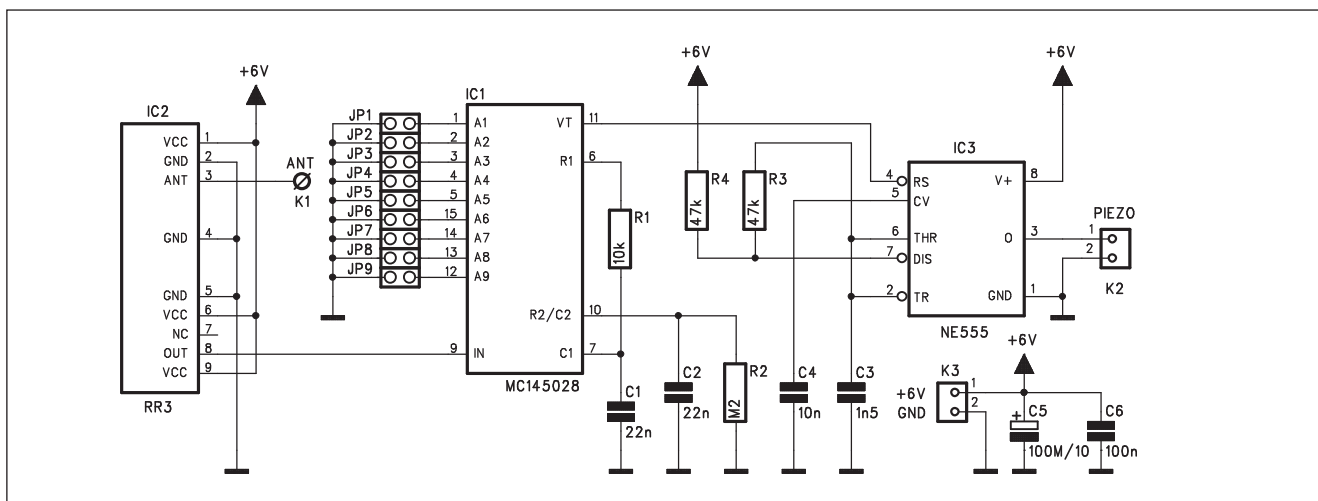 IC2
+6V
VCC 1
GND 2
ANT 3
GND 4
GND 5
VCC 6
NC 7
OUT 8
VCC 9
RR3
ANT
K1
IC1
JP1 1 A1
JP2 2 A2
JP3 3 A3
JP4 4 A4
JP5 5 A5
JP6 15 A6
JP7 14 A7
JP8 13 A8
JP9 12 A9
9 IN
VT 11
R1 6
R2/C2 10
C1 7
MC145028
R1
10k
C1
22n
C2
22n
R2
M2
+6V
R4
47k
R3
47k
C4
10n
C3
1n5
+6V
IC3
4 RS
5 CV
6 THR
7 DIS
2 TR
V+ 8
O 3
GND 1
NE555
PIEZO
1
2
K2
+6V
K3
+6V 1
GND 2
+
C5
100M/10
C6
100n